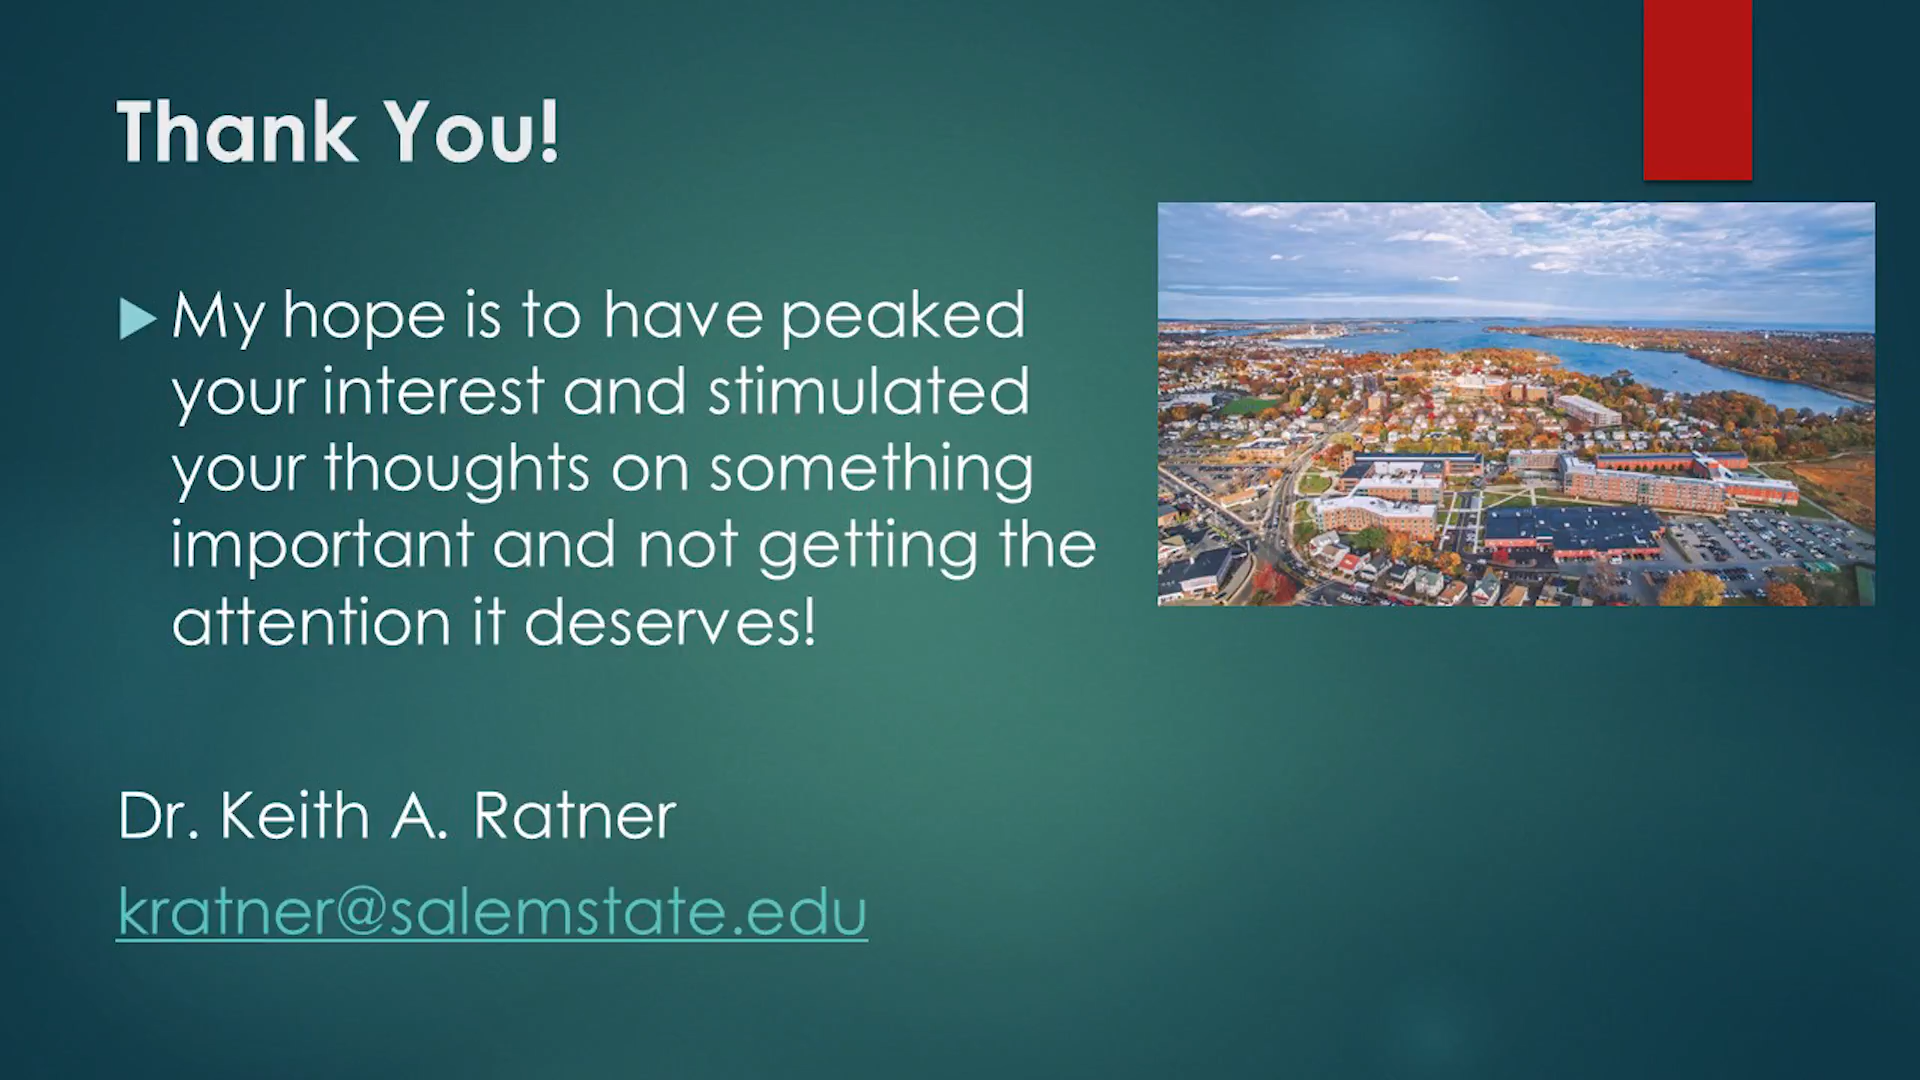 Thank You!
My hope is to have peaked
your interest and stimulated
your thoughts on something
important and not getting the
attention it deserves!
Dr. Keith A. Ratner
kratner@salemstate.edu